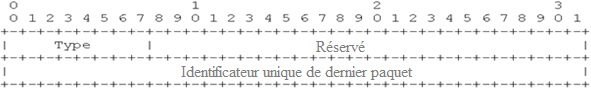 0 1 2 3
0 1 2 3 4 5 6 7 8 9 0 1 2 3 4 5 6 7 8 9 0 1 2 3 4 5 6 7 8 9 0 1
+-+-+-+-+-+-+-+-+-+-+-+-+-+-+-+-+-+-+-+-+-+-+-+-+-+-+-+-+-+-+-+-+
| Type | Réservé |
+-+-+-+-+-+-+-+-+-+-+-+-+-+-+-+-+-+-+-+-+-+-+-+-+-+-+-+-+-+-+-+-+
| Identificateur unique de dernier paquet |
+-+-+-+-+-+-+-+-+-+-+-+-+-+-+-+-+-+-+-+-+-+-+-+-+-+-+-+-+-+-+-+-+